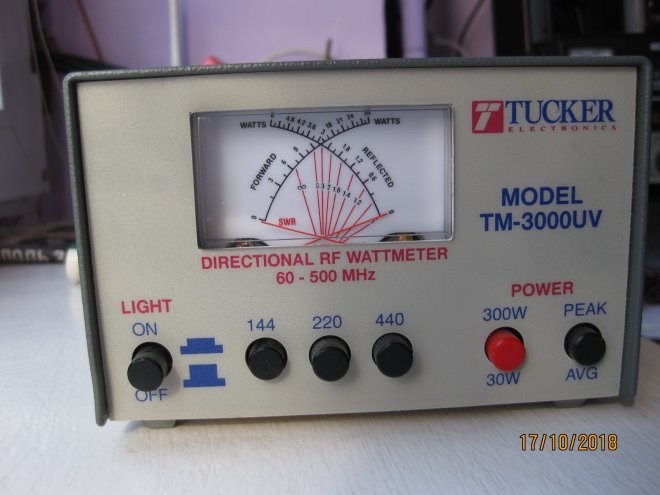 TUCKER
ELECTRONICS
MODEL
TM-3000UV
WATTS
WATTS
FORWARD
REFLECTED
SWR
DIRECTIONAL RF WATTMETER
60 - 500 MHz
LIGHT
ON
OFF
144
220
440
POWER
300W
30W
PEAK
AVG
17/10/2018